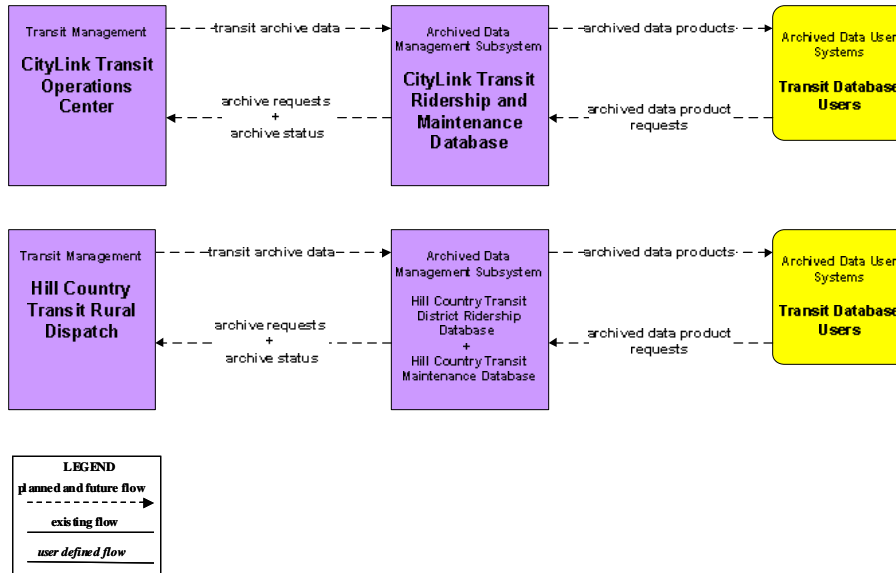 Transit Management
CityLink Transit
Operations
Center
transit archive data
archive requests
+
archive status
Archived Data
Management Subsystem
CityLink Transit
Ridership and
Maintenance
Database
archived data products
archived data product
requests
Archived Data User
Systems
Transit Database
Users
Transit Management
Hill Country
Transit Rural
Dispatch
transit archive data
archive requests
+
archive status
Archived Data
Management Subsystem
Hill Country Transit
District Ridership
Database
+
Hill Country Transit
Maintenance Database
archived data products
archived data product
requests
Archived Data User
Systems
Transit Database
Users
LEGEND
planned and future flow
existing flow
user defined flow